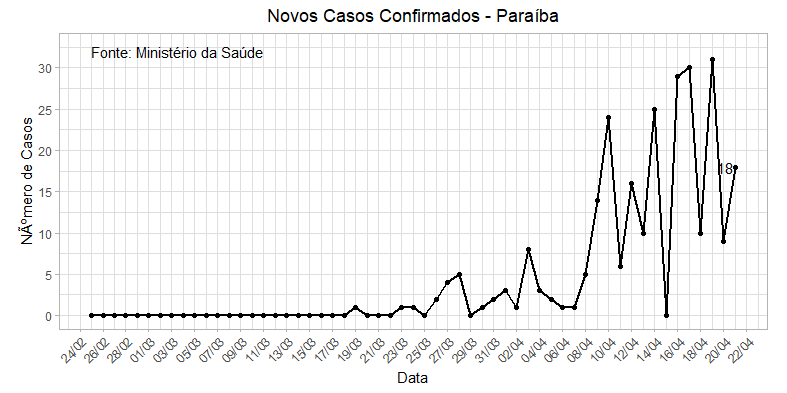 Novos Casos Confirmados - Paraíba
Fonte: Ministério da Saúde
NÃºmero de Casos
30
25
20
15
10
5
0
18
24/02 26/02 28/02 01/03 03/03 05/03 07/03 09/03 11/03 13/03 15/03 17/03 19/03 21/03 23/03 25/03 27/03 29/03 31/03 02/04 04/04 06/04 08/04 10/04 12/04 14/04 16/04 18/04 20/04 22/04
Data